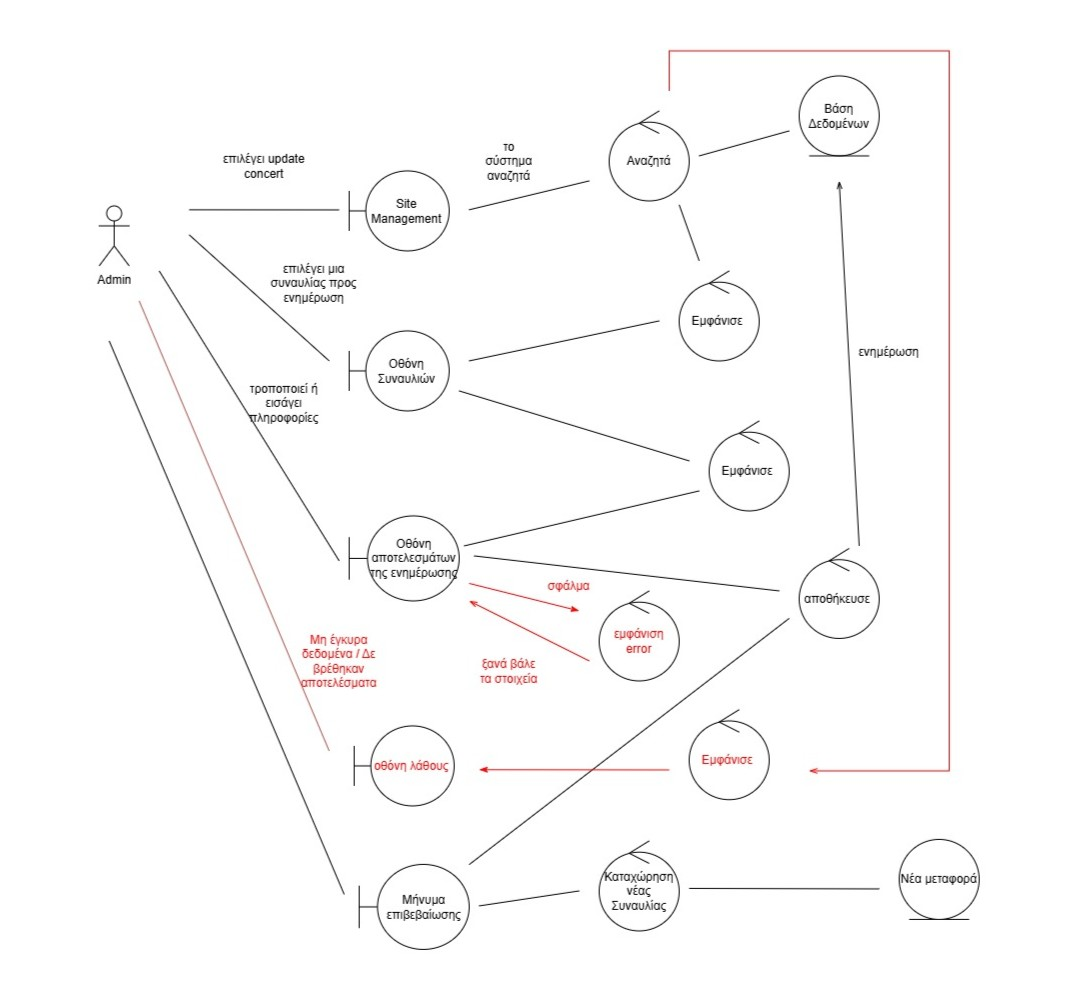 Βάση
Δεδομένων
επιλέγει update
concert
το
σύστημα
αναζητά
Αναζητά
Site
Management
Admin
επιλέγει μια
συναυλίας προς
ενημέρωση
Εμφάνισε
Οθόνη
Συναυλιών
ενημέρωση
τροποποιεί ή
εισάγει
πληροφορίες
Εμφάνισε
Οθόνη
αποτελεσμάτων
της ενημέρωσης
σφάλμα
αποθήκευσε
εμφάνιση
error
Μη έγκυρα
δεδομένα / Δε
βρέθηκαν
αποτελέσματα
ξανά βάλε
τα στοιχεία
οθόνη λάθους
Εμφάνισε
Μήνυμα
επιβεβαίωσης
Καταχώρηση
νέας
Συναυλίας
Νέα μεταφορά